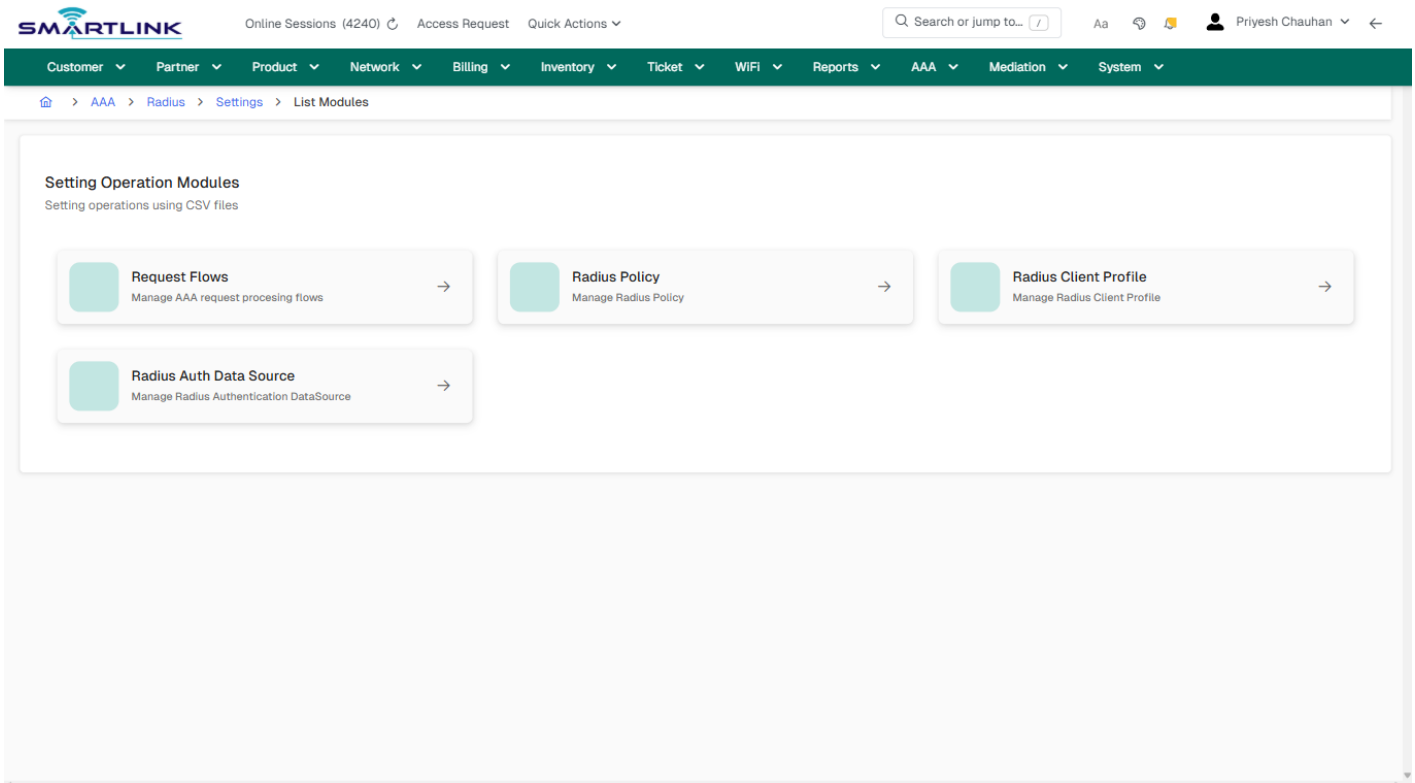 SMARTLINK Online Sessions (4240) Access Request Quick Actions Search or jump to... / Aa Priyesh Chauhan
Customer Partner Product Network Billing Inventory Ticket WiFi Reports AAA Mediation System
> AAA > Radius > Settings > List Modules
Setting Operation Modules
Setting operations using CSV files
Request Flows
Manage AAA request procesing flows
Radius Policy
Manage Radius Policy
Radius Client Profile
Manage Radius Client Profile
Radius Auth Data Source
Manage Radius Authentication DataSource